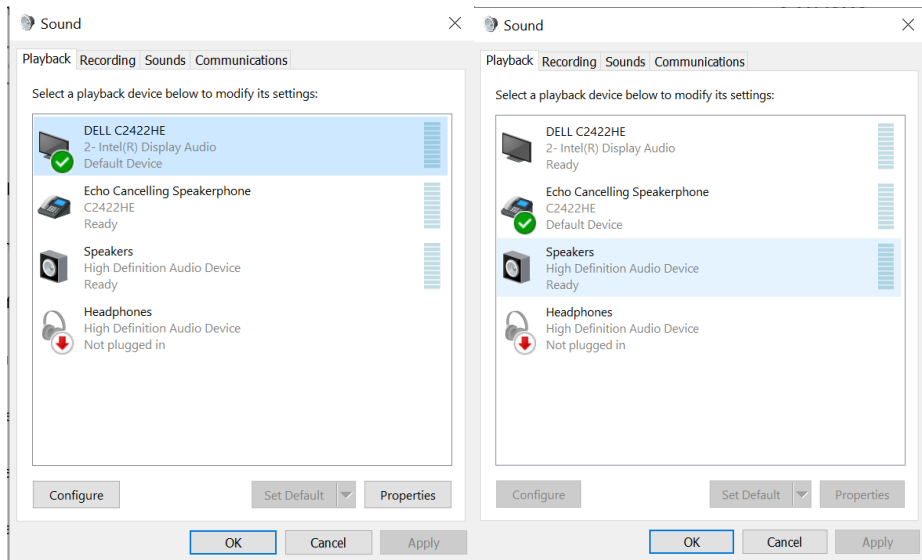 Sound
Playback Recording Sounds Communications
Select a playback device below to modify its settings:
DELL C2422HE
2- Intel(R) Display Audio
Default Device
Echo Cancelling Speakerphone
C2422HE
Ready
Speakers
High Definition Audio Device
Ready
Headphones
High Definition Audio Device
Not plugged in
Configure Set Default Properties
OK Cancel Apply
Sound
Playback Recording Sounds Communications
Select a playback device below to modify its settings:
DELL C2422HE
2- Intel(R) Display Audio
Ready
Echo Cancelling Speakerphone
C2422HE
Default Device
Speakers
High Definition Audio Device
Ready
Headphones
High Definition Audio Device
Not plugged in
Configure Set Default Properties
OK Cancel Apply